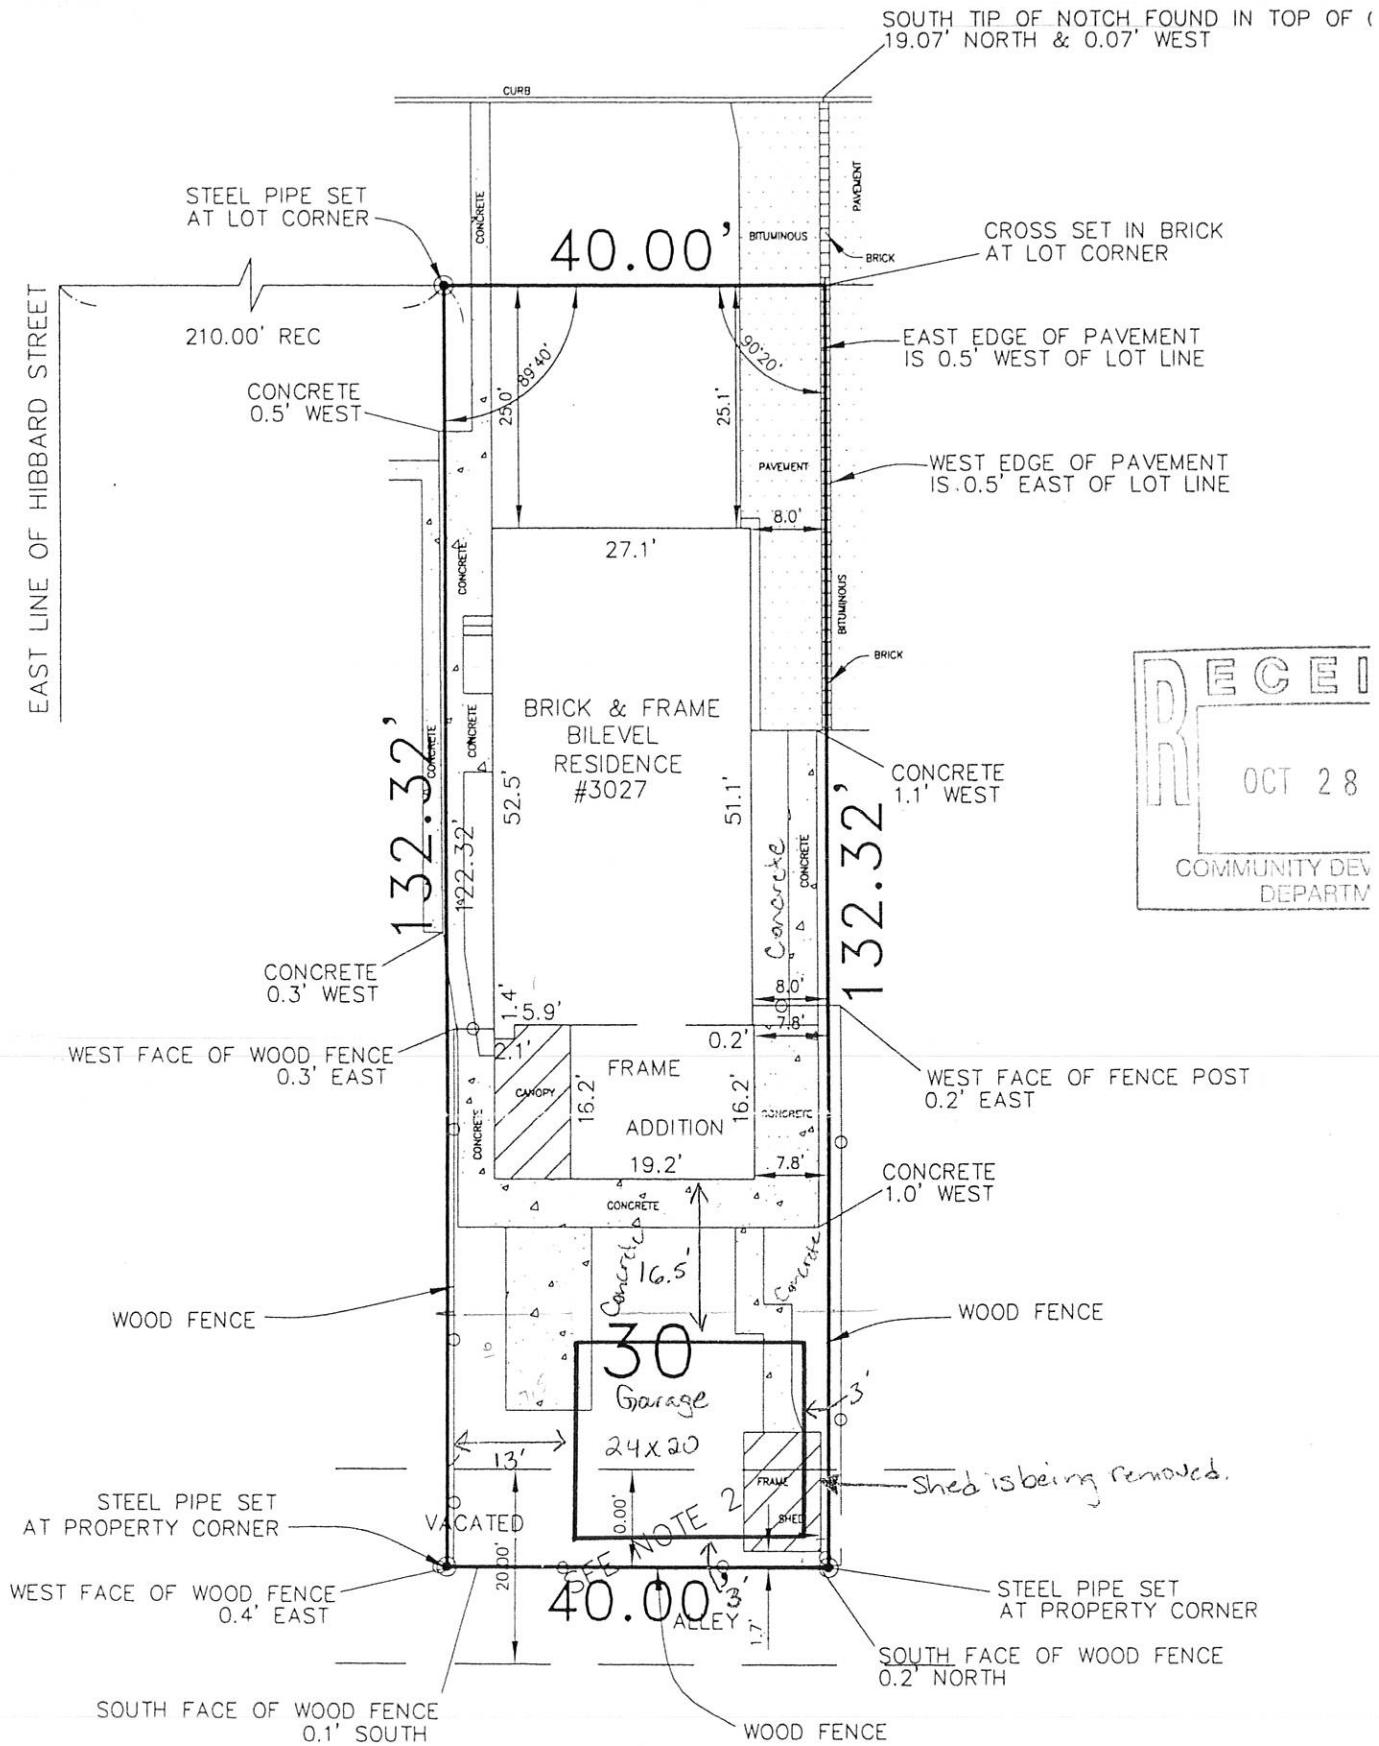 SOUTH TIP OF NOTCH FOUND IN TOP OF (
19.07' NORTH & 0.07' WEST
CURB
STEEL PIPE SET
AT LOT CORNER
CONCRETE
40.00'
BITUMINOUS
PAVEMENT
BRICK
CROSS SET IN BRICK
AT LOT CORNER
EAST LINE OF HIBBARD STREET
210.00' REC
89°40'
90°20'
EAST EDGE OF PAVEMENT
IS 0.5' WEST OF LOT LINE
CONCRETE
0.5' WEST
25.0'
25.1'
PAVEMENT
WEST EDGE OF PAVEMENT
IS 0.5' EAST OF LOT LINE
8.0'
27.1'
CONCRETE
BITUMINOUS
BRICK
BRICK & FRAME
BILEVEL
RESIDENCE
#3027
RECEI
OCT 28
COMMUNITY DEV
DEPARTM
CONCRETE
CONCRETE
132.32'
122.32'
52.5'
51.1'
Concrete
CONCRETE
132.32'
CONCRETE
1.1' WEST
CONCRETE
0.3' WEST
8.0'
1.4'
5.9'
7.8'
0.2'
WEST FACE OF WOOD FENCE
0.3' EAST
2.1'
FRAME
ADDITION
CANOPY
16.2'
16.2'
CONCRETE
CONCRETE
WEST FACE OF FENCE POST
0.2' EAST
19.2'
7.8'
CONCRETE
1.0' WEST
CONCRETE
Concrete
16.5'
Concrete
WOOD FENCE
WOOD FENCE
30
16
Garage
24 x 20
3'
13'
FRAME
SHED
Shed is being removed.
STEEL PIPE SET
AT PROPERTY CORNER
VACATED
20.00'
0.00'
SEE NOTE 2
WEST FACE OF WOOD FENCE
0.4' EAST
40.00'
3'
ALLEY
1.7'
STEEL PIPE SET
AT PROPERTY CORNER
SOUTH FACE OF WOOD FENCE
0.2' NORTH
SOUTH FACE OF WOOD FENCE
0.1' SOUTH
WOOD FENCE